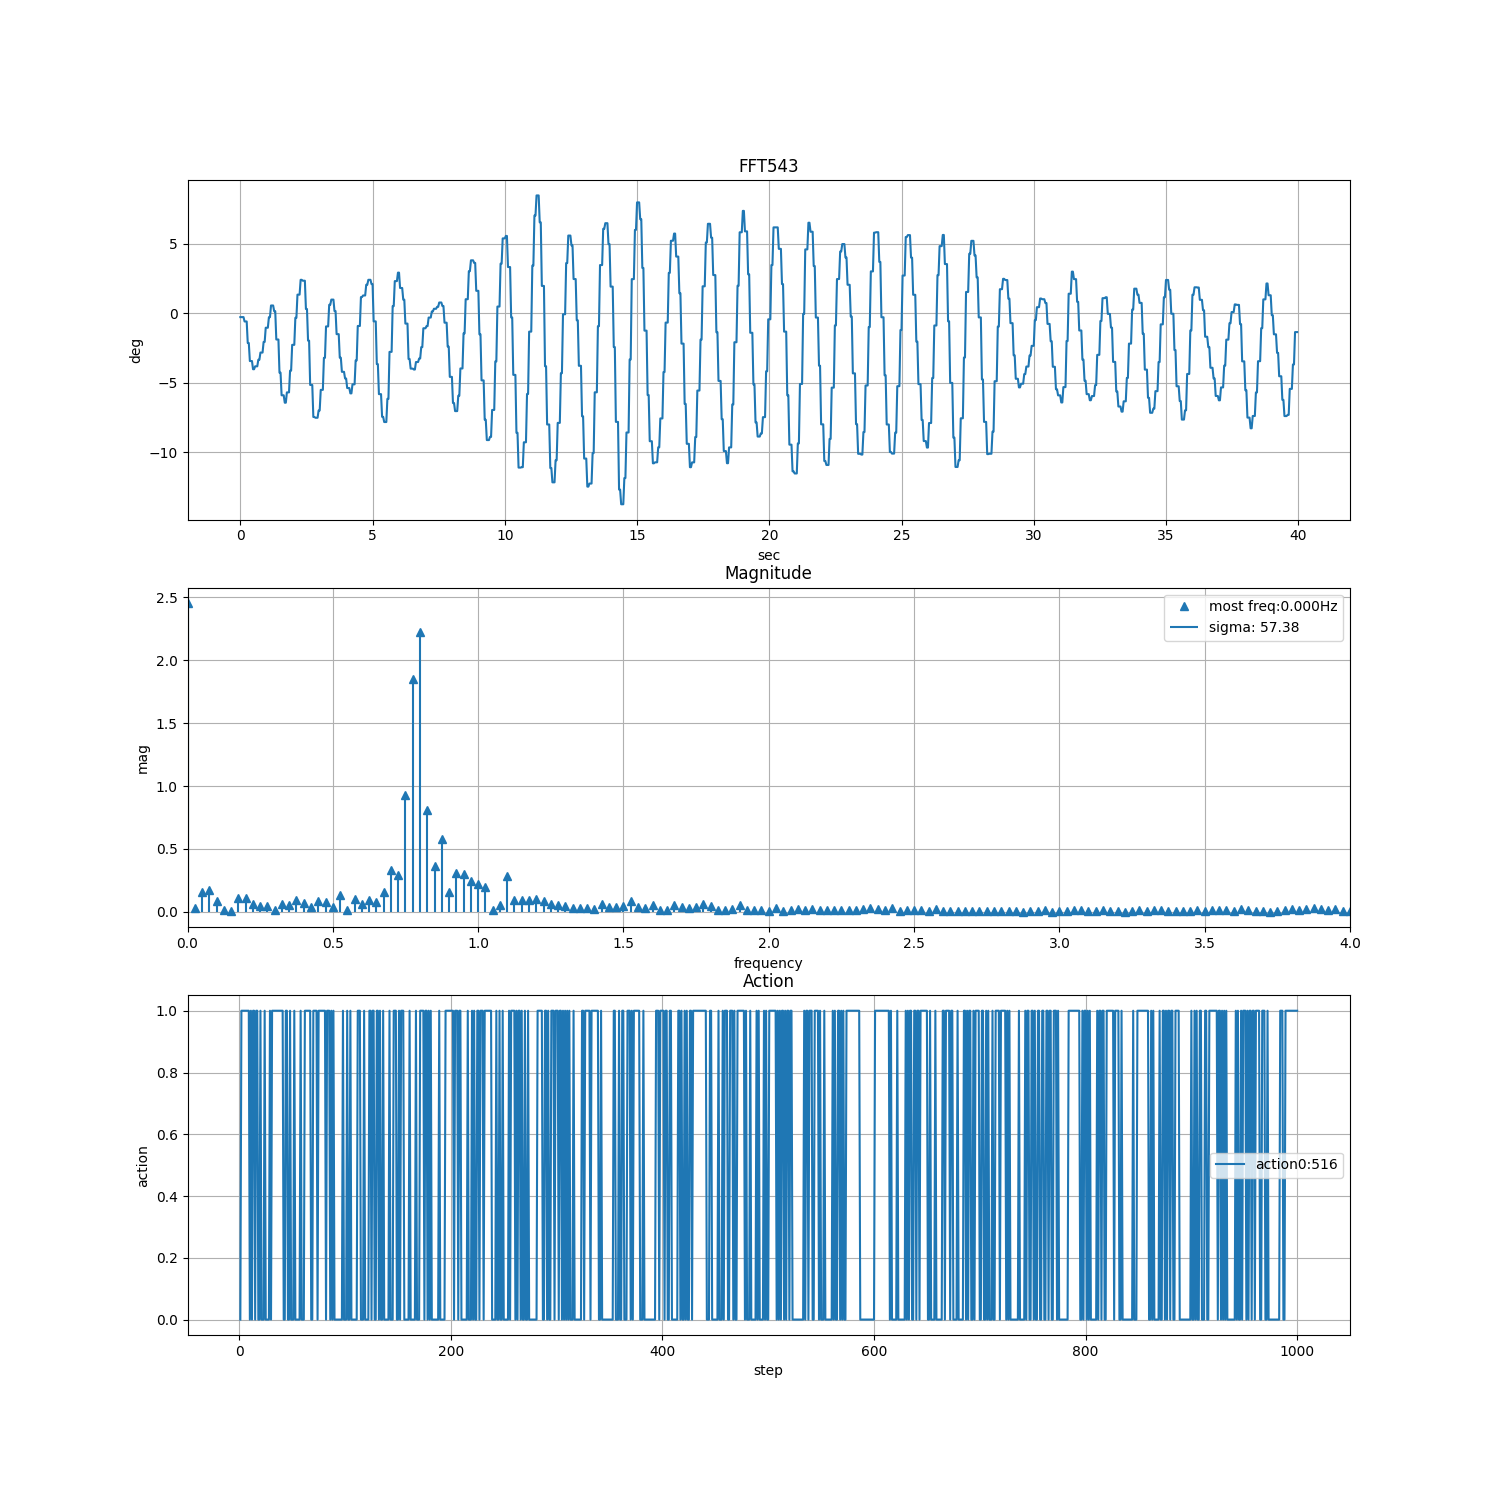 FFT543
5
0
−5
−10
deg
0 5 10 15 20 25 30 35 40
sec
Magnitude
2.5
2.0
1.5
1.0
0.5
0.0
mag
most freq:0.000Hz
sigma: 57.38
0.0 0.5 1.0 1.5 2.0 2.5 3.0 3.5 4.0
frequency
Action
1.0
0.8
0.6
0.4
0.2
0.0
action
action0:516
0 200 400 600 800 1000
step